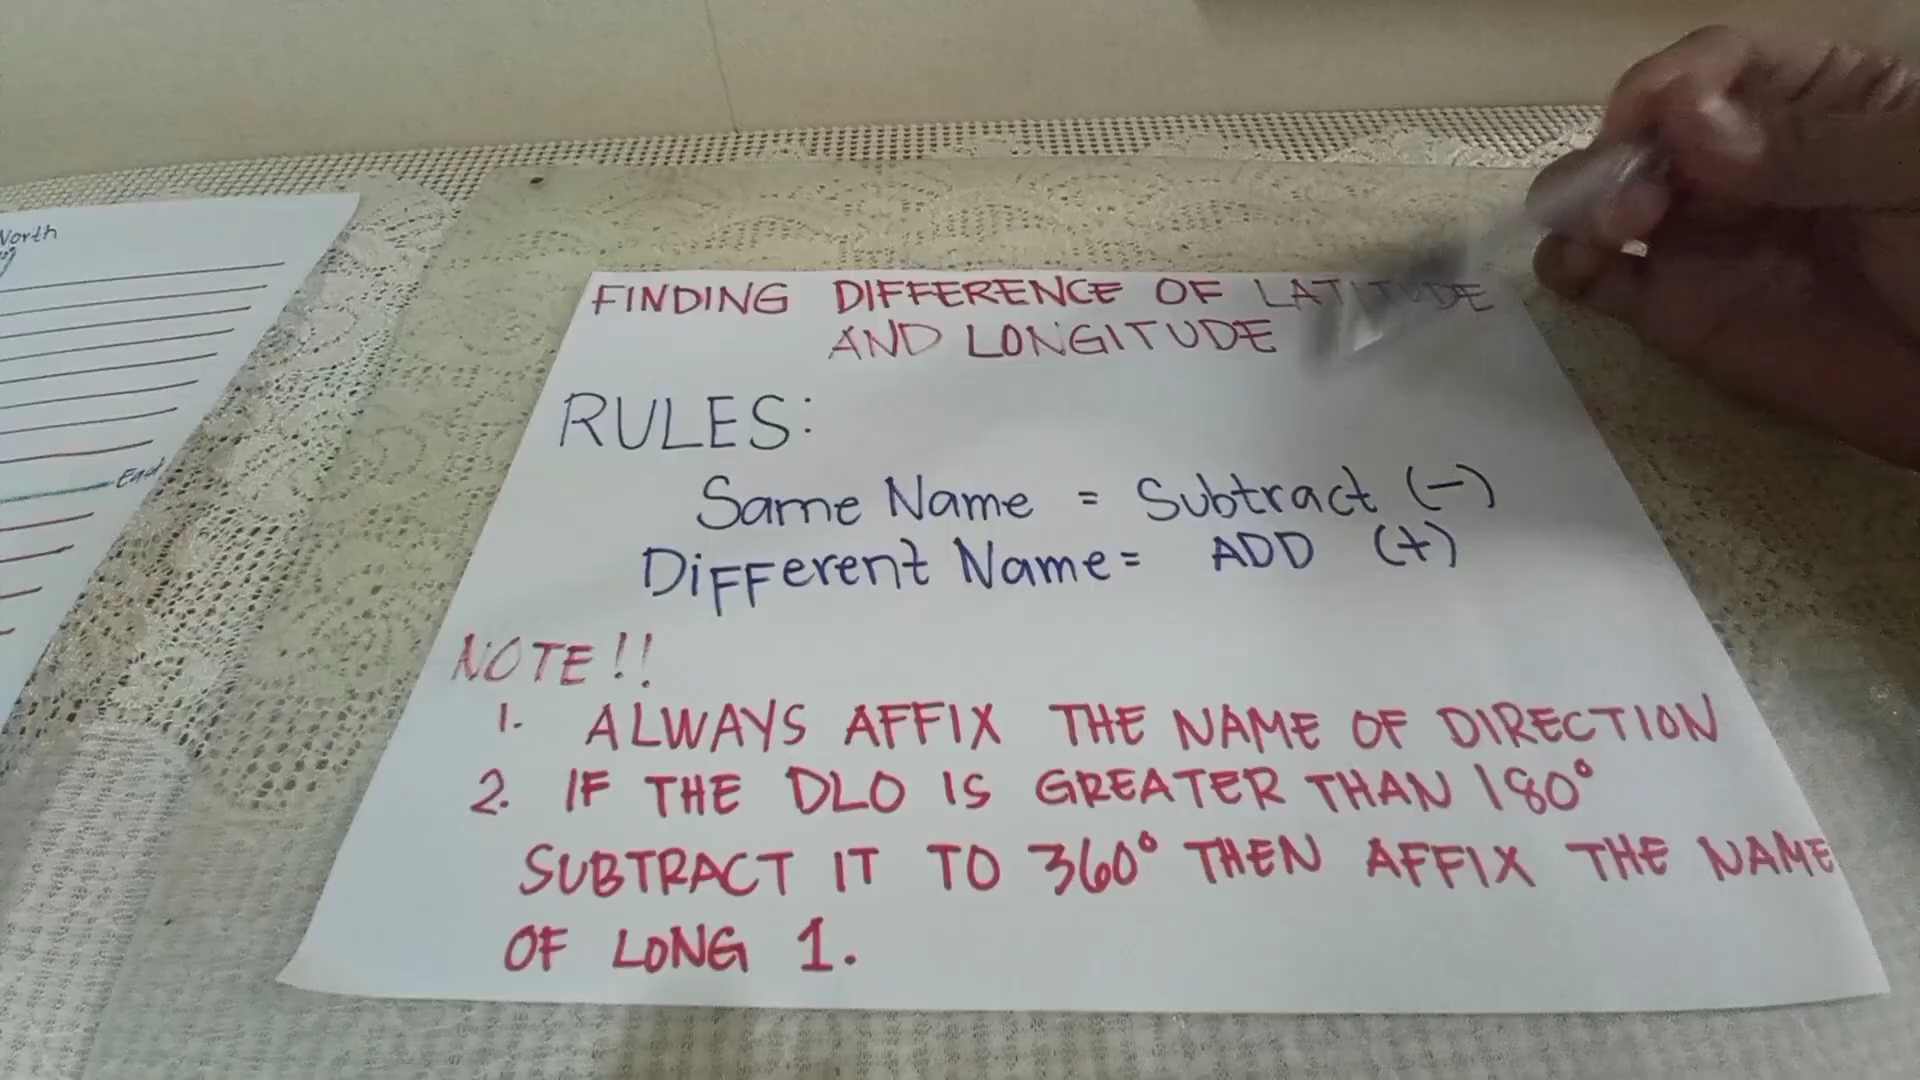 North
East
FINDING DIFFERENCE OF LATITUDE
AND LONGITUDE
RULES:
Same Name = Subtract (-)
Different Name = ADD (+)
NOTE!!
1. ALWAYS AFFIX THE NAME OF DIRECTION
2. IF THE DLO IS GREATER THAN 180°
SUBTRACT IT TO 360° THEN AFFIX THE NAME
OF LONG 1.